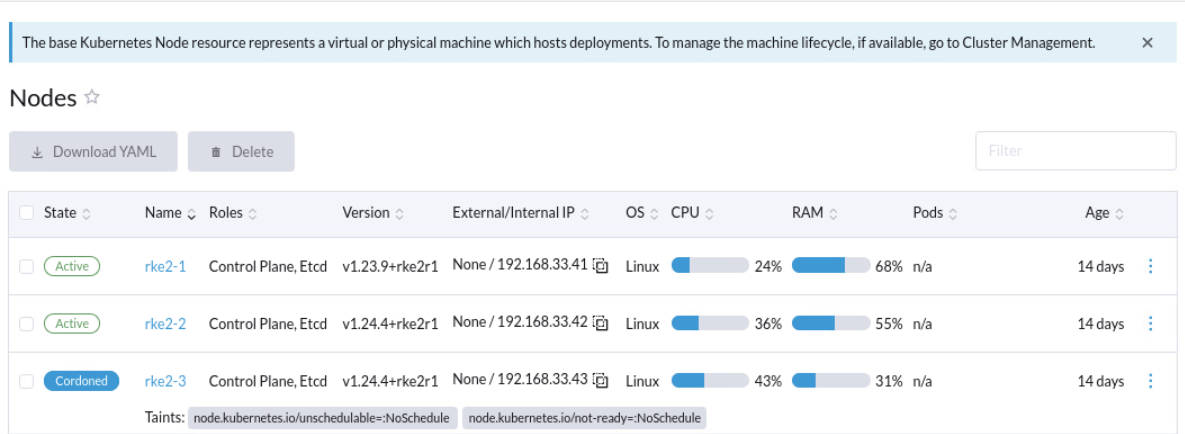 The base Kubernetes Node resource represents a virtual or physical machine which hosts deployments. To manage the machine lifecycle, if available, go to Cluster Management.
Nodes
Download YAML Delete Filter
State Name Roles Version External/Internal IP OS CPU RAM Pods Age
Active rke2-1 Control Plane, Etcd v1.23.9+rke2r1 None / 192.168.33.41 Linux 24% 68% n/a 14 days
Active rke2-2 Control Plane, Etcd v1.24.4+rke2r1 None / 192.168.33.42 Linux 36% 55% n/a 14 days
Cordoned rke2-3 Control Plane, Etcd v1.24.4+rke2r1 None / 192.168.33.43 Linux 43% 31% n/a 14 days
Taints: node.kubernetes.io/unschedulable=:NoSchedule node.kubernetes.io/not-ready=:NoSchedule